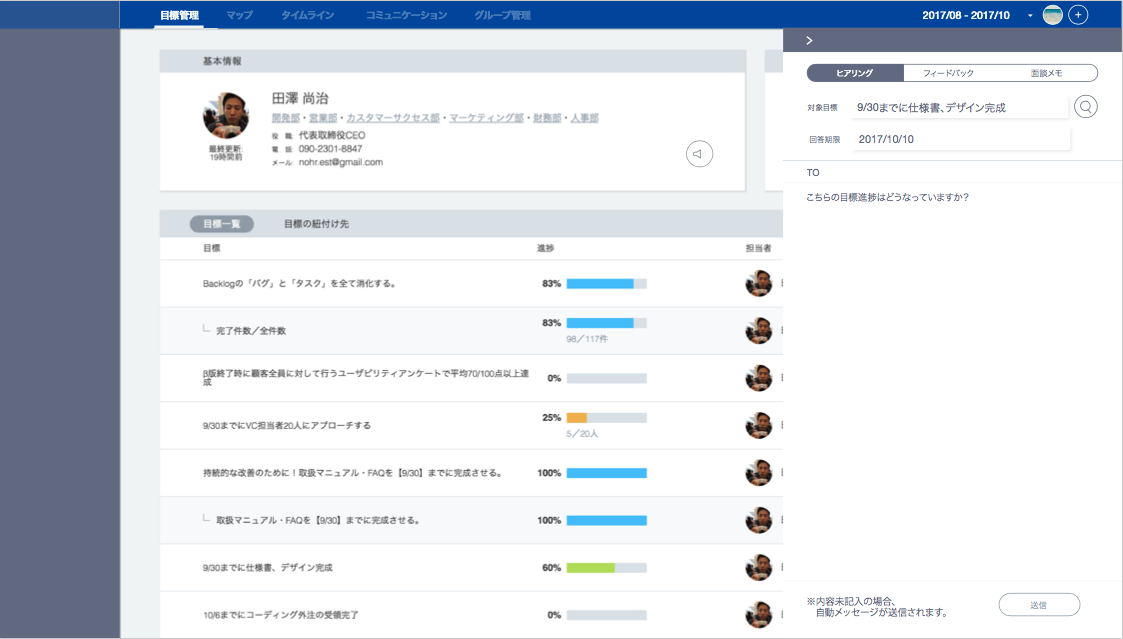 目標管理 マップ タイムライン コミュニケーション グループ管理 2017/08 - 2017/10
基本情報
田澤 尚治
開発部・営業部・カスタマーサクセス部・マーケティング部・財務部・人事部
役 職 代表取締役CEO
電 話 090-2301-8847
メール nohr.est@gmail.com
最終更新:
19時間前
目標一覧 目標の紐付け先
目標 進捗 担当者
Backlogの「バグ」と「タスク」を全て消化する。 83%
完了件数／全件数 83%
98／117件
β版終了時に顧客全員に対して行うユーザビリティアンケートで平均70/100点以上達
成 0%
9/30までにVC担当者20人にアプローチする 25%
5／20人
持続的な改善のために！取扱マニュアル・FAQを【9/30】までに完成させる。 100%
取扱マニュアル・FAQを【9/30】までに完成させる。 100%
9/30までに仕様書、デザイン完成 60%
10/6までにコーディング外注の受領完了 0%
ヒアリング フィードバック 面談メモ
対象目標 9/30までに仕様書、デザイン完成
回答期限 2017/10/10
TO
こちらの目標進捗はどうなっていますか？
※内容未記入の場合、
自動メッセージが送信されます。
送信